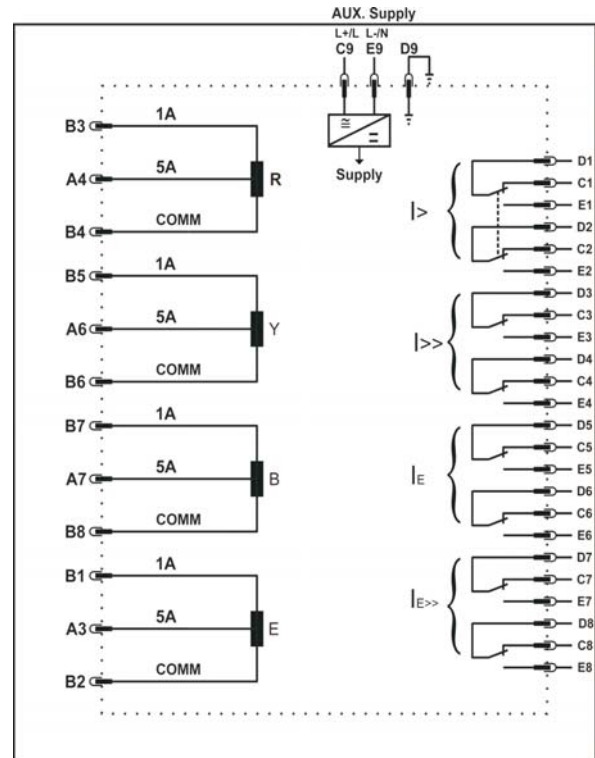 AUX. Supply
L+/L L-/N
C9 E9 D9
Supply
B3 1A
A4 5A R
B4 COMM
B5 1A
A6 5A Y
B6 COMM
B7 1A
A7 5A B
B8 COMM
B1 1A
A3 5A E
B2 COMM
I>
D1
C1
E1
D2
C2
E2
I>>
D3
C3
E3
D4
C4
E4
IE
D5
C5
E5
D6
C6
E6
IE>>
D7
C7
E7
D8
C8
E8